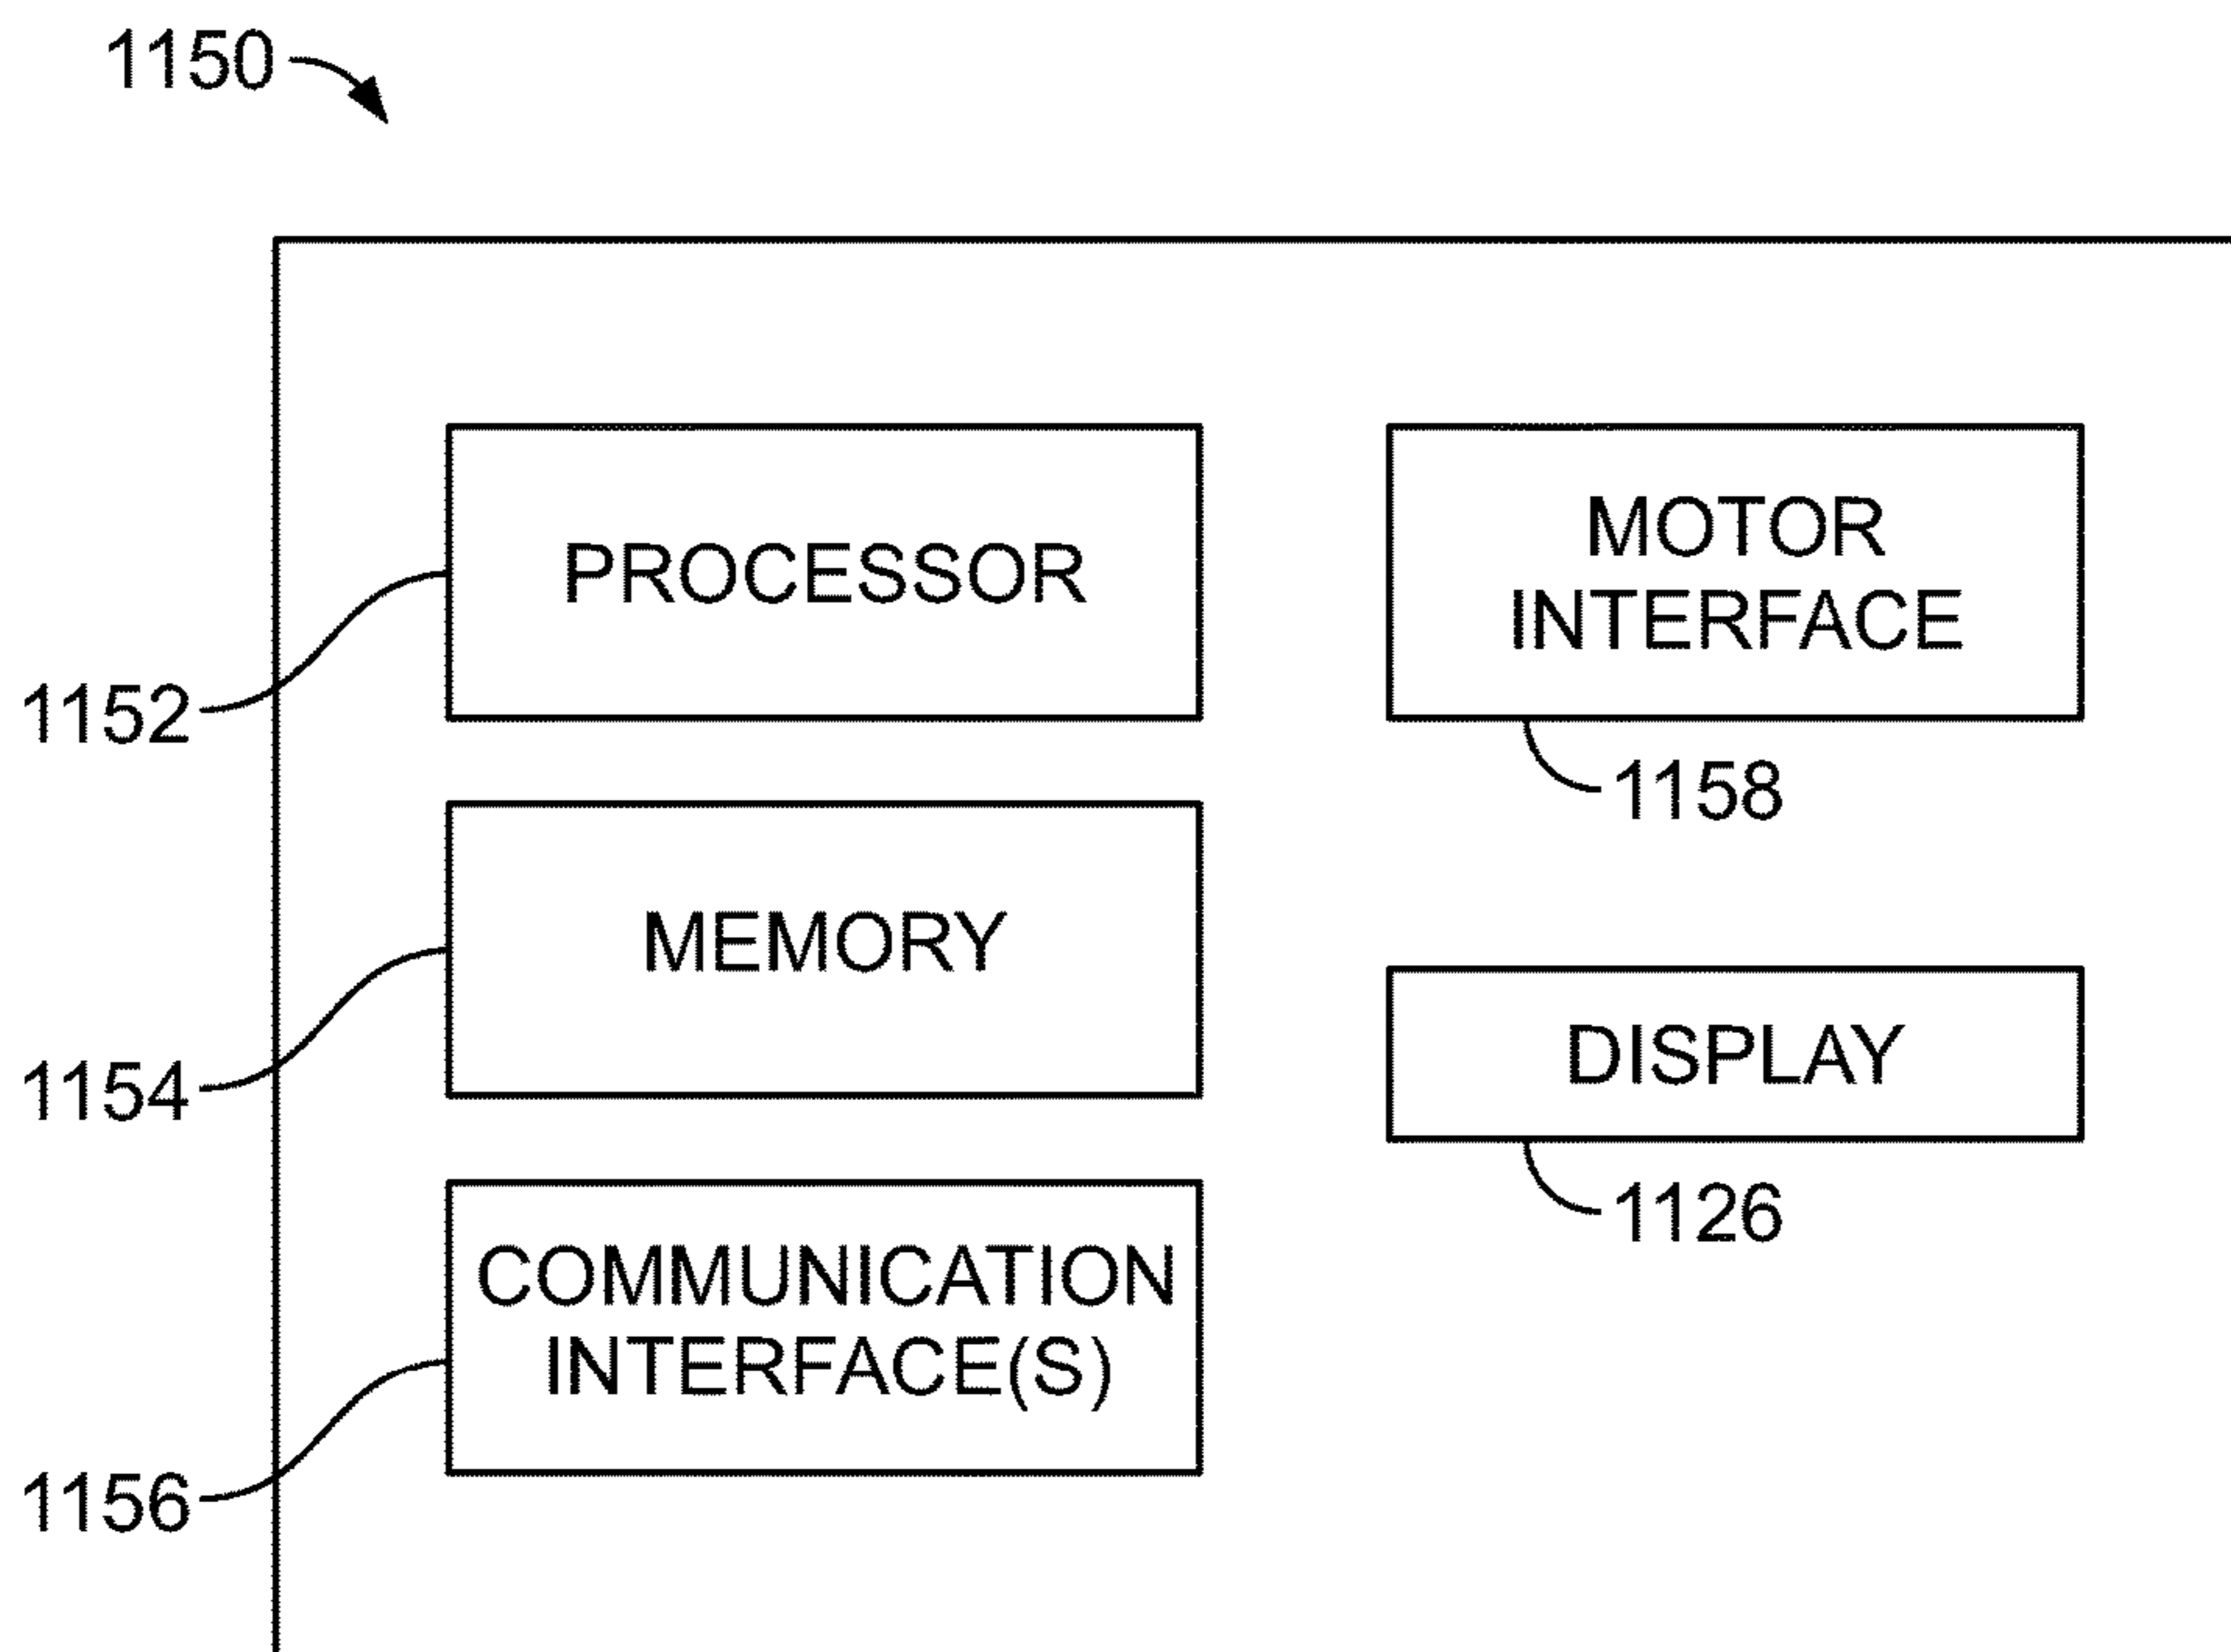 1150
PROCESSOR
1152
MEMORY
1154
COMMUNICATION
INTERFACE(S)
1156
MOTOR
INTERFACE
1158
DISPLAY
1126